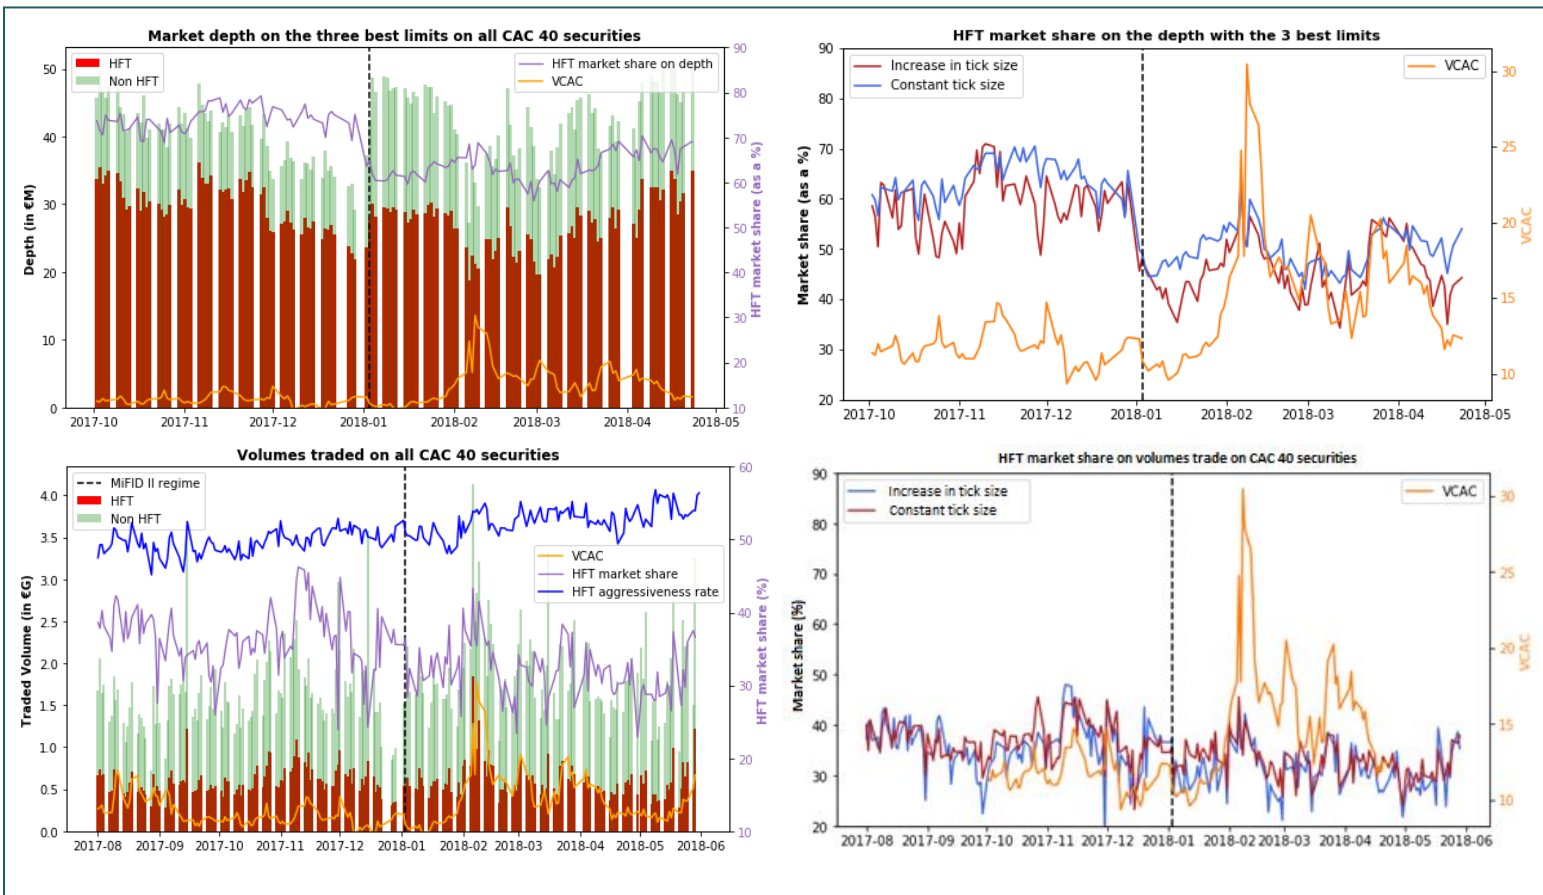 Market depth on the three best limits on all CAC 40 securities
HFT
Non HFT
HFT market share on depth
VCAC
Depth (in €M)
50
40
30
20
10
0
90
80
70
60
50
40
30
20
10
HFT market share (as a %)
2017-10 2017-11 2017-12 2018-01 2018-02 2018-03 2018-04 2018-05
HFT market share on the depth with the 3 best limits
Increase in tick size
Constant tick size
VCAC
Market share (as a %)
90
80
70
60
50
40
30
20
30
25
20
15
10
VCAC
2017-10 2017-11 2017-12 2018-01 2018-02 2018-03 2018-04 2018-05
Volumes traded on all CAC 40 securities
MiFID II regime
HFT
Non HFT
VCAC
HFT market share
HFT aggressiveness rate
Traded Volume (in €G)
4.0
3.5
3.0
2.5
2.0
1.5
1.0
0.5
0.0
60
50
40
30
20
10
HFT market share (%)
2017-08 2017-09 2017-10 2017-11 2017-12 2018-01 2018-02 2018-03 2018-04 2018-05 2018-06
HFT market share on volumes trade on CAC 40 securities
Increase in tick size
Constant tick size
VCAC
Market share (%)
90
80
70
60
50
40
30
20
30
25
20
15
10
VCAC
2017-08 2017-09 2017-10 2017-11 2017-12 2018-01 2018-02 2018-03 2018-04 2018-05 2018-06